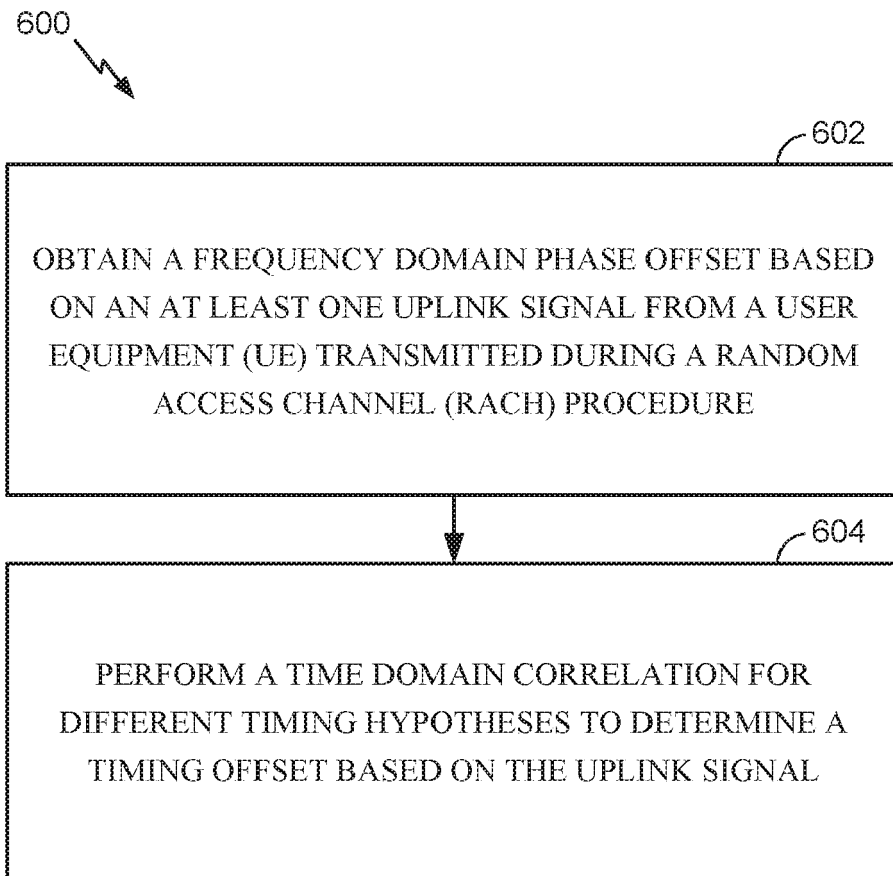 600
602
OBTAIN A FREQUENCY DOMAIN PHASE OFFSET BASED
ON AN AT LEAST ONE UPLINK SIGNAL FROM A USER
EQUIPMENT (UE) TRANSMITTED DURING A RANDOM
ACCESS CHANNEL (RACH) PROCEDURE
604
PERFORM A TIME DOMAIN CORRELATION FOR
DIFFERENT TIMING HYPOTHESES TO DETERMINE A
TIMING OFFSET BASED ON THE UPLINK SIGNAL